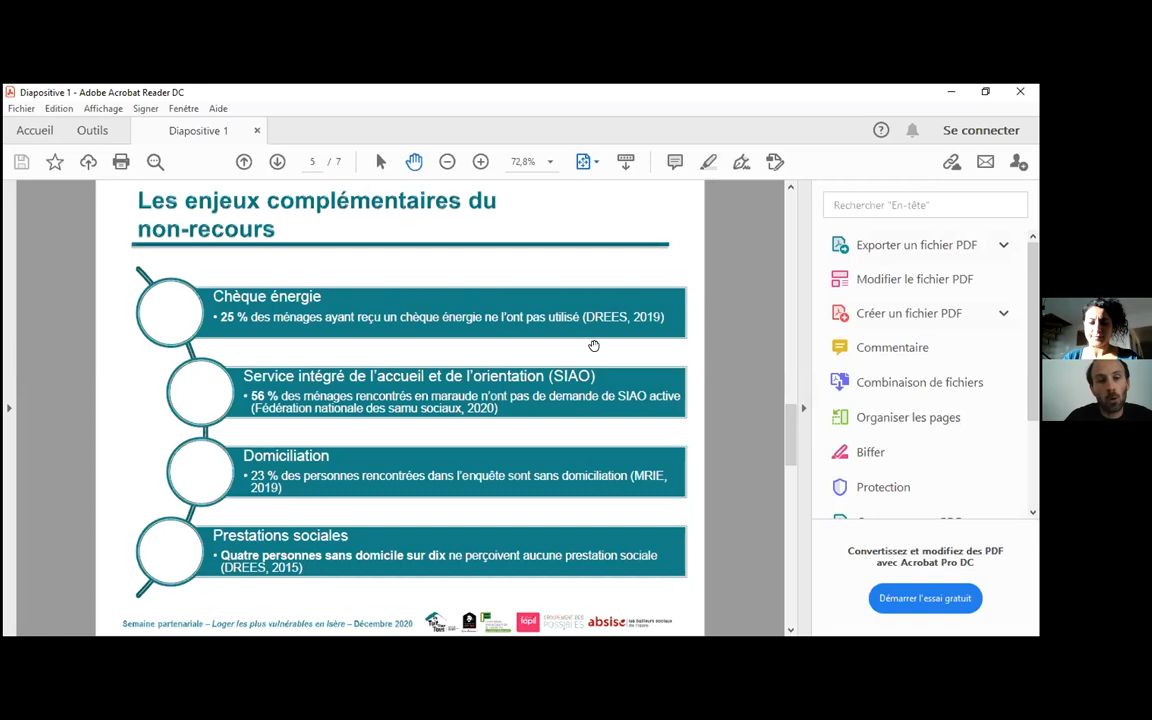 Diapositive 1 - Adobe Acrobat Reader DC
Fichier Edition Affichage Signer Fenêtre Aide
Accueil Outils Diapositive 1 × Se connecter
5 / 7 72,8%
Les enjeux complémentaires du
non-recours
Chèque énergie
• 25 % des ménages ayant reçu un chèque énergie ne l'ont pas utilisé (DREES, 2019)
Service intégré de l'accueil et de l'orientation (SIAO)
• 56 % des ménages rencontrés en maraude n'ont pas de demande de SIAO active
(Fédération nationale des samu sociaux, 2020)
Domiciliation
• 23 % des personnes rencontrées dans l'enquête sont sans domiciliation (MRIE,
2019)
Prestations sociales
• Quatre personnes sans domicile sur dix ne perçoivent aucune prestation sociale
(DREES, 2015)
Semaine partenariale – Loger les plus vulnérables en Isère – Décembre 2020
fapil
GROUPEMENT DES
POSSIBLES
absise
Rechercher "En-tête"
Exporter un fichier PDF
Modifier le fichier PDF
Créer un fichier PDF
Commentaire
Combinaison de fichiers
Organiser les pages
Biffer
Protection
Convertissez et modifiez des PDF
avec Acrobat Pro DC
Démarrer l'essai gratuit